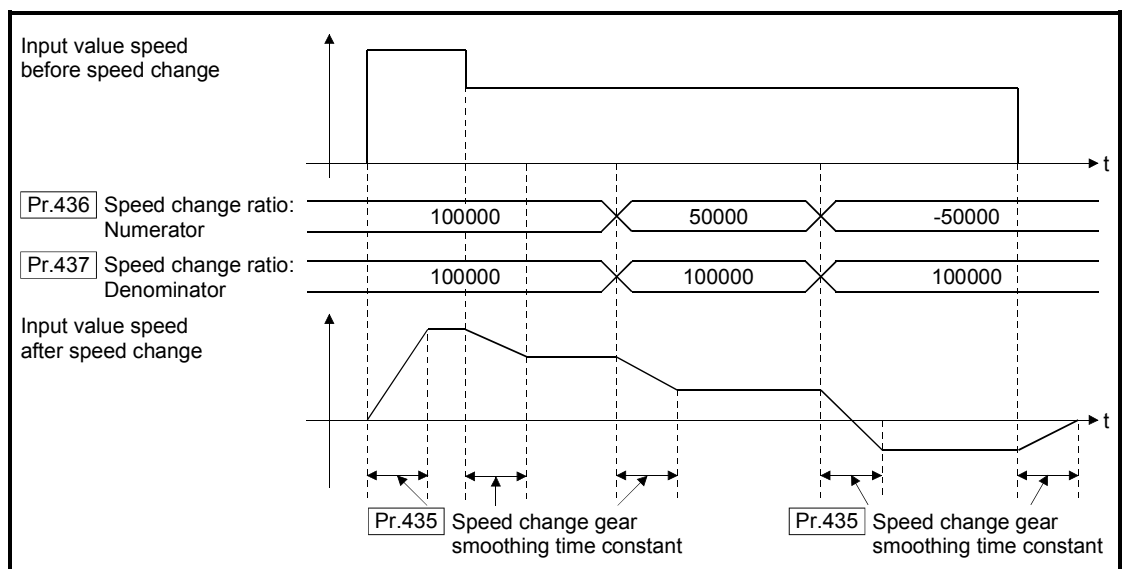 Input value speed
before speed change
t
Pr.436 Speed change ratio:
Numerator
100000 50000 -50000
Pr.437 Speed change ratio:
Denominator
100000 100000 100000
Input value speed
after speed change
t
Pr.435 Speed change gear
smoothing time constant
Pr.435 Speed change gear
smoothing time constant